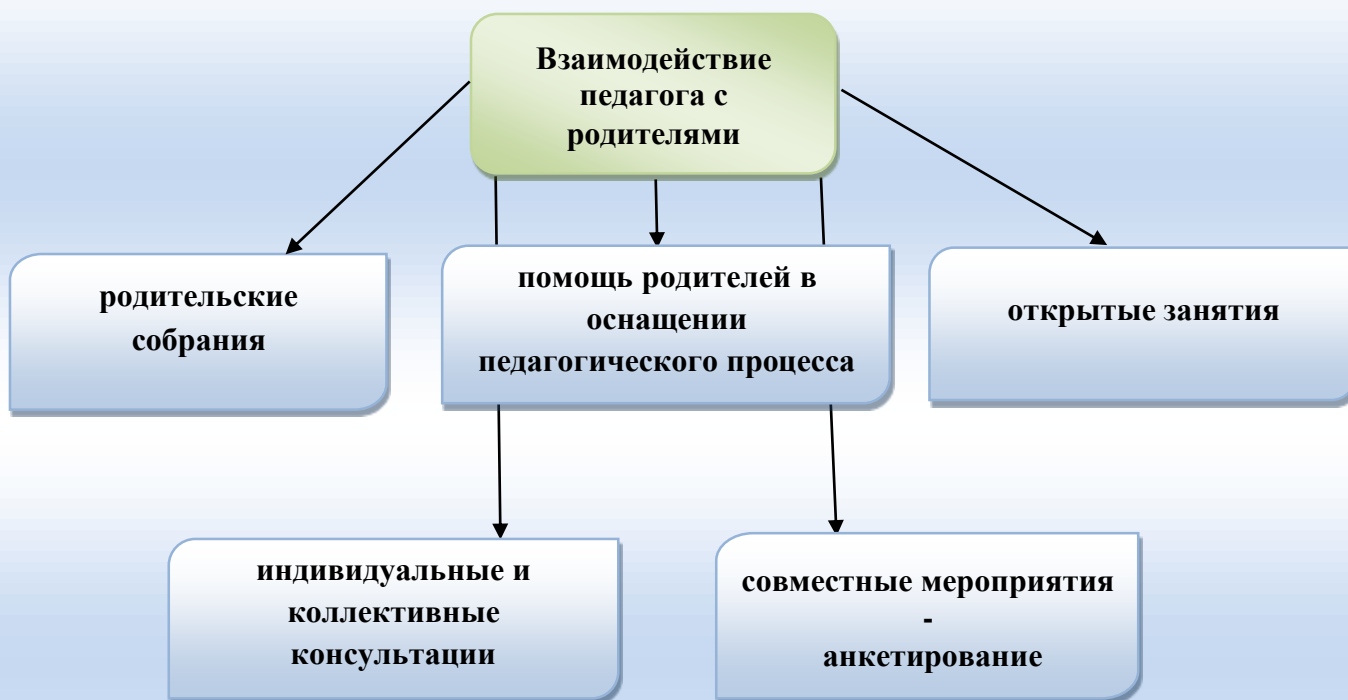 Взаимодействие
педагога с
родителями
родительские
собрания
помощь родителей в
оснащении
педагогического процесса
открытые занятия
индивидуальные и
коллективные
консультации
совместные мероприятия
-
анкетирование